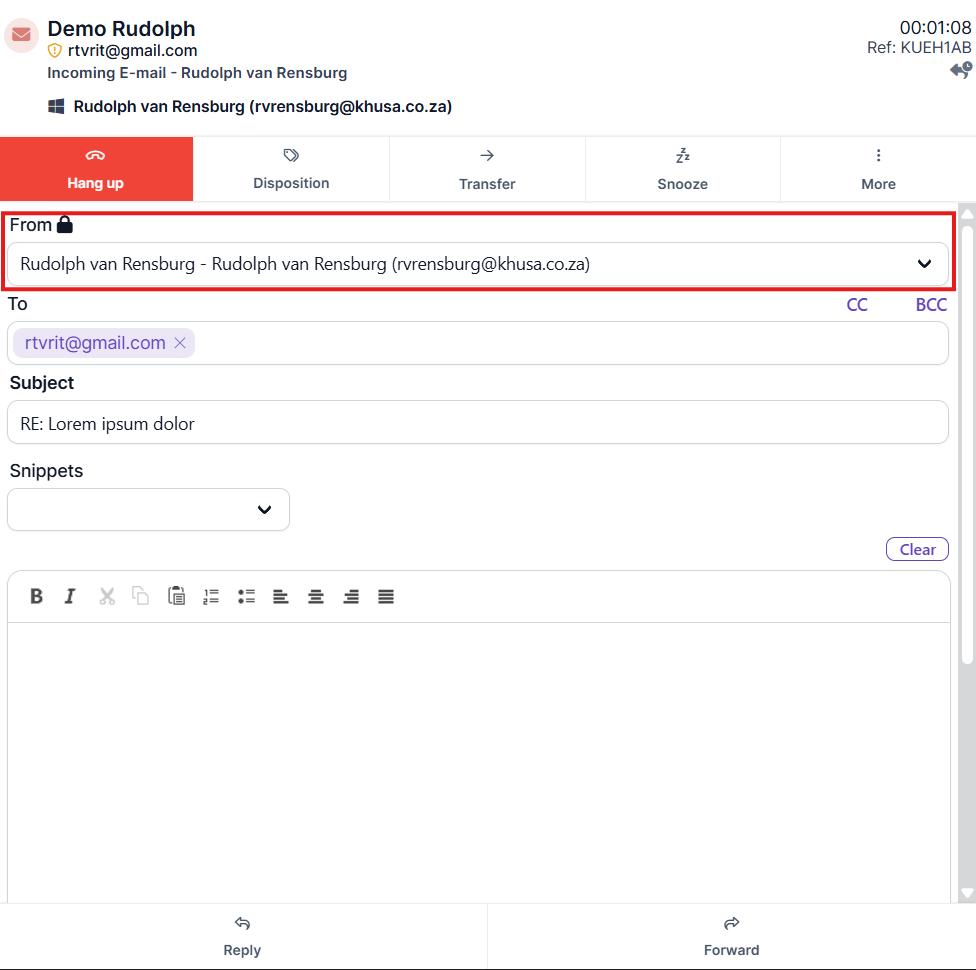 Demo Rudolph
00:01:08
rtvrit@gmail.com
Ref: KUEH1AB
Incoming E-mail - Rudolph van Rensburg
Rudolph van Rensburg (rvrensburg@khusa.co.za)
Hang up
Disposition
Transfer
Snooze
More
From
Rudolph van Rensburg - Rudolph van Rensburg (rvrensburg@khusa.co.za)
To
CC
BCC
rtvrit@gmail.com
Subject
RE: Lorem ipsum dolor
Snippets
Clear
B I
Reply
Forward